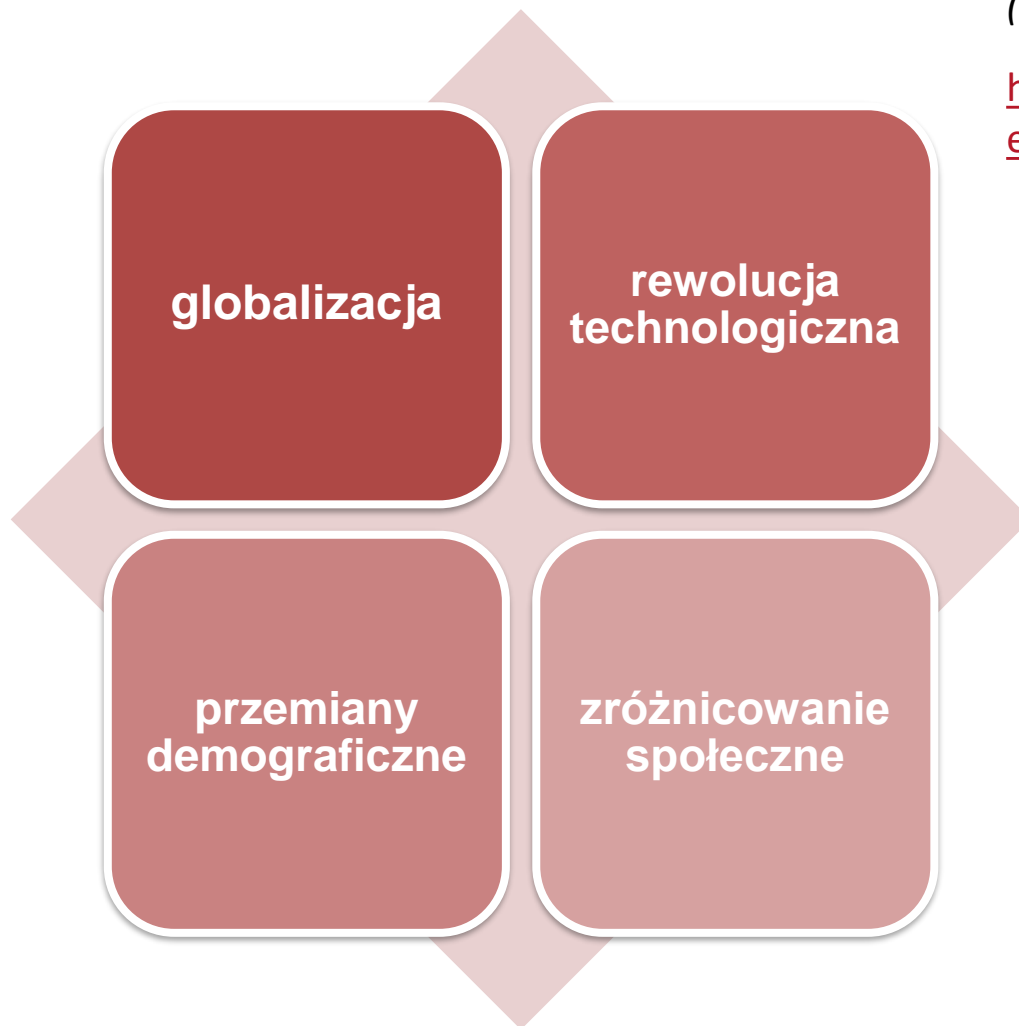 (
h
e
globalizacja
rewolucja
technologiczna
przemiany
demograficzne
zróżnicowanie
społeczne